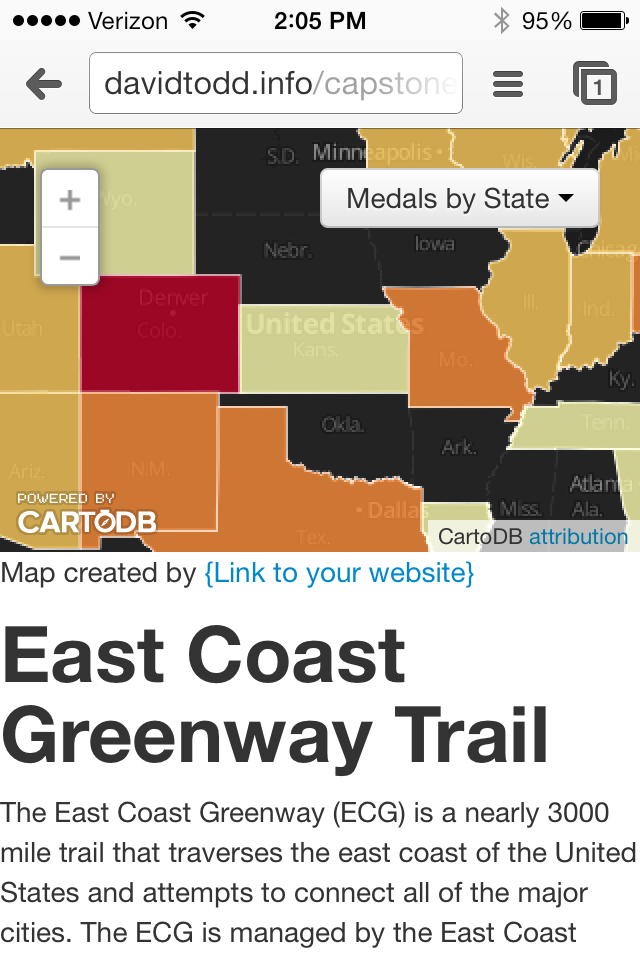 Verizon 2:05 PM 95%
davidtodd.info/capstone
1
S.D. Minneapolis
Wis.
+
Wyo.
Medals by State
−
Nebr. Iowa
Chicag
Denver
Ill. Ind.
Utah Colo. United States
Kans. Mo.
Ky.
Okla. Tenn.
Ark.
Ariz. N.M.
Atlanta
POWERED BY
CARTODB
Dallas Miss. Ala.
Tex. CartoDB attribution
Map created by {Link to your website}
East Coast
Greenway Trail
The East Coast Greenway (ECG) is a nearly 3000
mile trail that traverses the east coast of the United
States and attempts to connect all of the major
cities. The ECG is managed by the East Coast